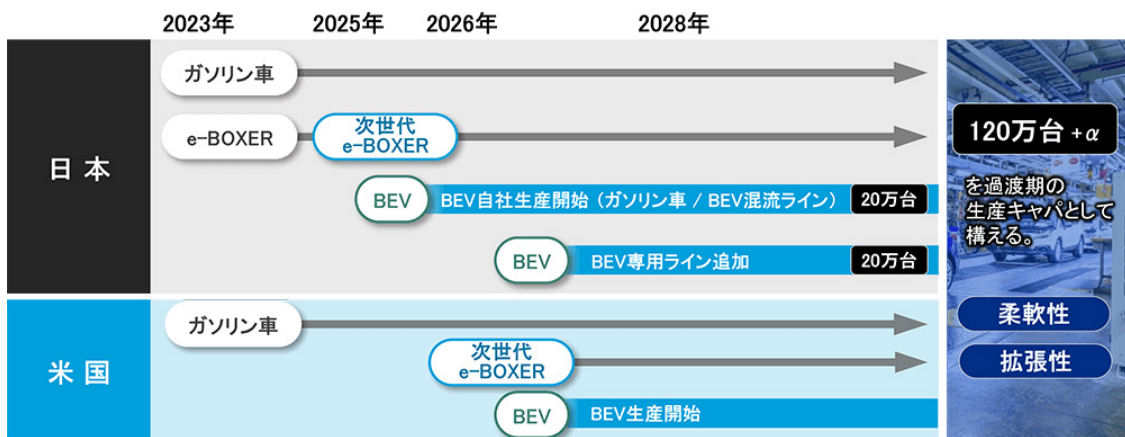 2023年 2025年 2026年 2028年
日本
ガソリン車
e-BOXER
次世代
e-BOXER
BEV
BEV自社生産開始（ガソリン車 / BEV混流ライン）
20万台
BEV
BEV専用ライン追加
20万台
米国
ガソリン車
次世代
e-BOXER
BEV
BEV生産開始
120万台+α
を過渡期の
生産キャパとして
構える。
柔軟性
拡張性